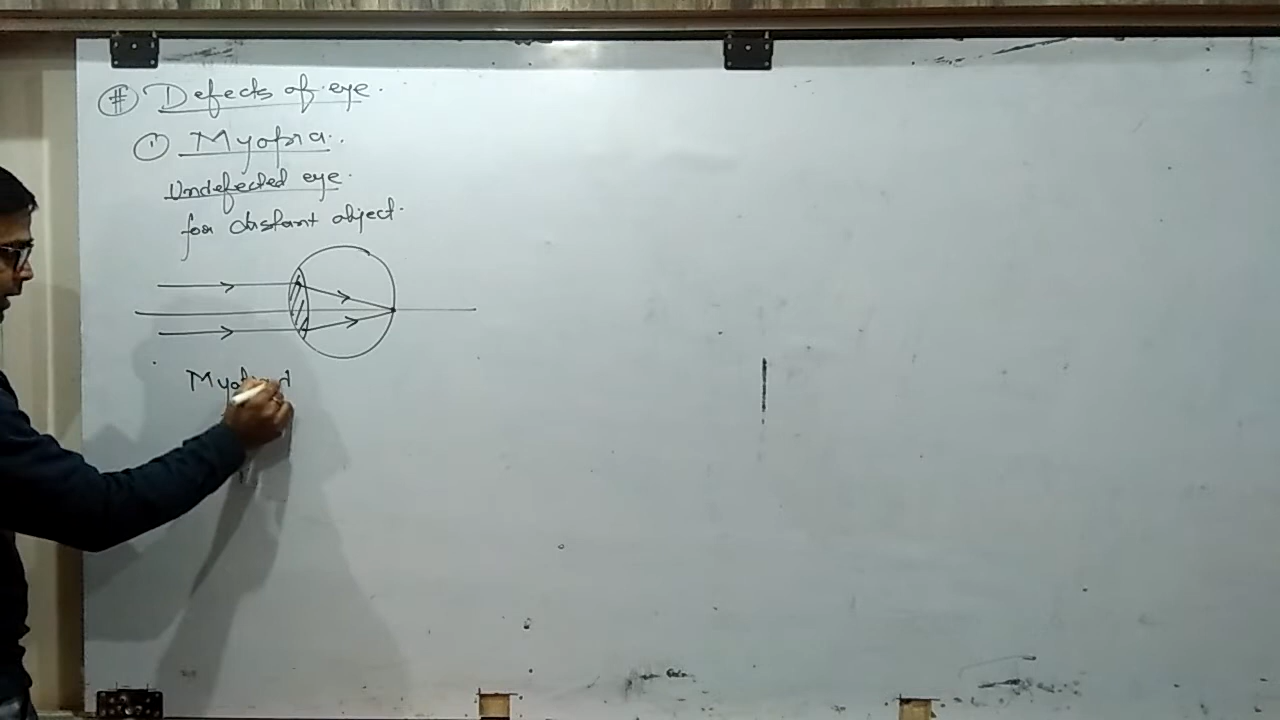 # Defects of eye.
1 Myopia.
Undefected eye.
for distant object.